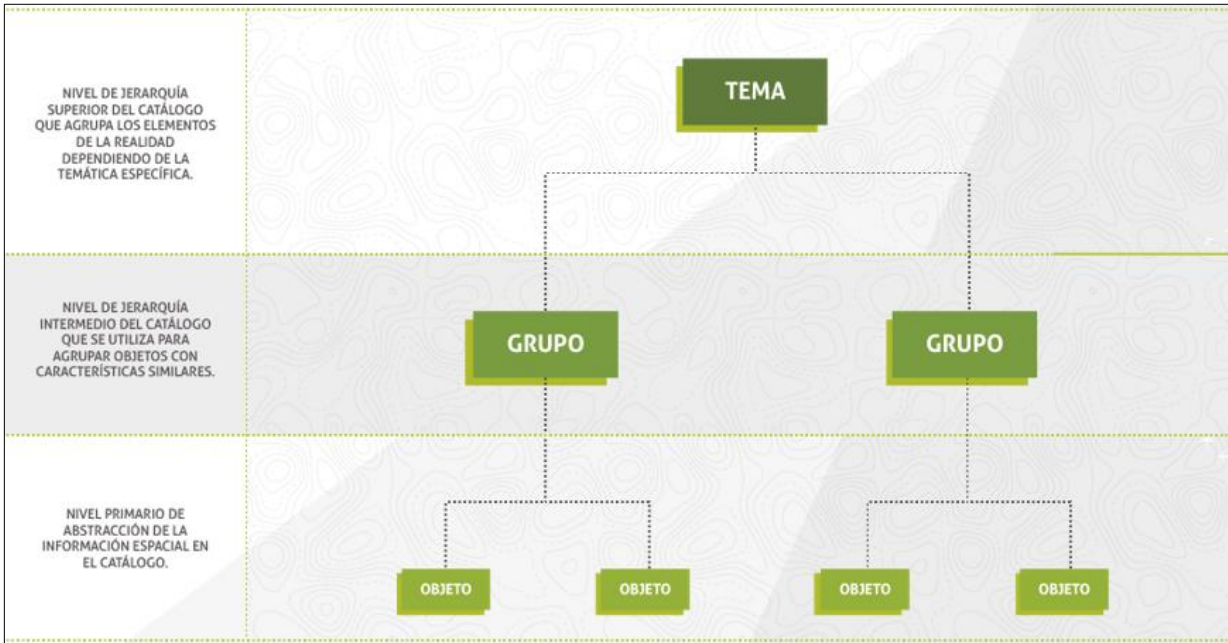 NIVEL DE JERARQUÍA
SUPERIOR DEL CATÁLOGO
QUE AGRUPA LOS ELEMENTOS
DE LA REALIDAD
DEPENDIENDO DE LA
TEMÁTICA ESPECÍFICA.
TEMA
NIVEL DE JERARQUÍA
INTERMEDIO DEL CATÁLOGO
QUE SE UTILIZA PARA
AGRUPAR OBJETOS CON
CARACTERÍSTICAS SIMILARES.
GRUPO
GRUPO
NIVEL PRIMARIO DE
ABSTRACCIÓN DE LA
INFORMACIÓN ESPACIAL EN
EL CATÁLOGO.
OBJETO
OBJETO
OBJETO
OBJETO